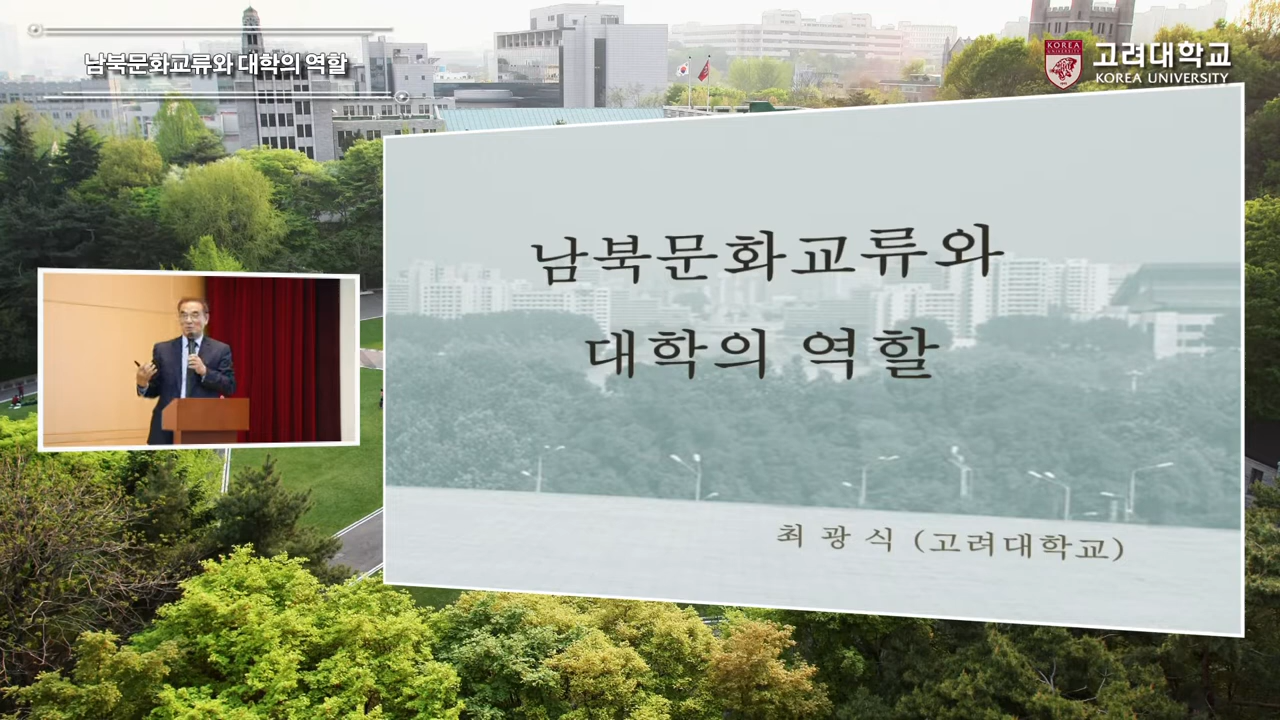 남북문화교류와 대학의 역할
KOREA
UNIVERSITY
고려대학교
KOREA UNIVERSITY
남북문화교류와
대학의 역할
최 광 식 (고려대학교)